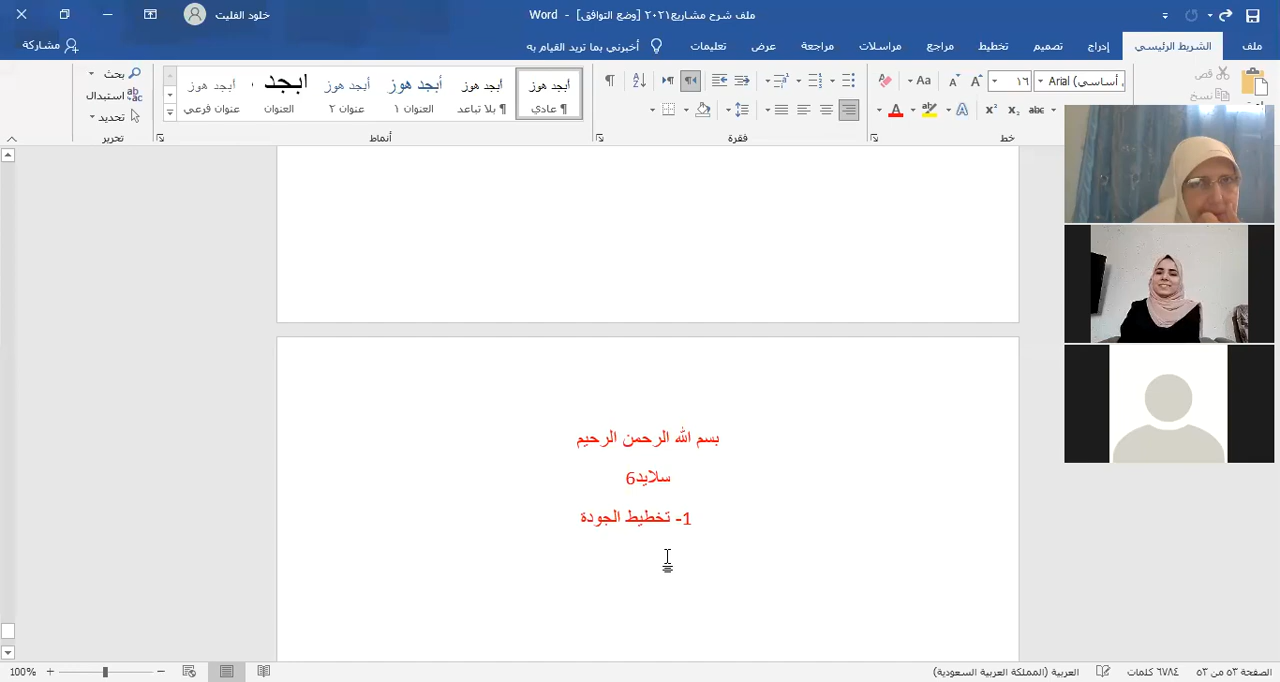 ملف شرح مشاريع٢٠٢١ [وضع التوافق] - Word
خلود الفليت
ملف
الشريط الرئيسي
إدراج
تصميم
تخطيط
مراجع
مراسلات
مراجعة
عرض
تعليمات
أخبرني بما تريد القيام به
مشاركة
قص
نسخ
Arial (أساسي)
١٦
Aa
خط
فقرة
أبجد هوز
¶ عادي
أبجد هوز
¶ بلا تباعد
أبجد هوز
العنوان ١
أبجد هوز
عنوان ٢
ابجد
العنوان
أبجد هوز
عنوان فرعي
أنماط
بحث
استبدال
تحديد
تحرير
بسم الله الرحمن الرحيم
سلايد6
1- تخطيط الجودة
الصفحة ٥٣ من ٥٣
٦٧٨٤ كلمات
العربية (المملكة العربية السعودية)
100%